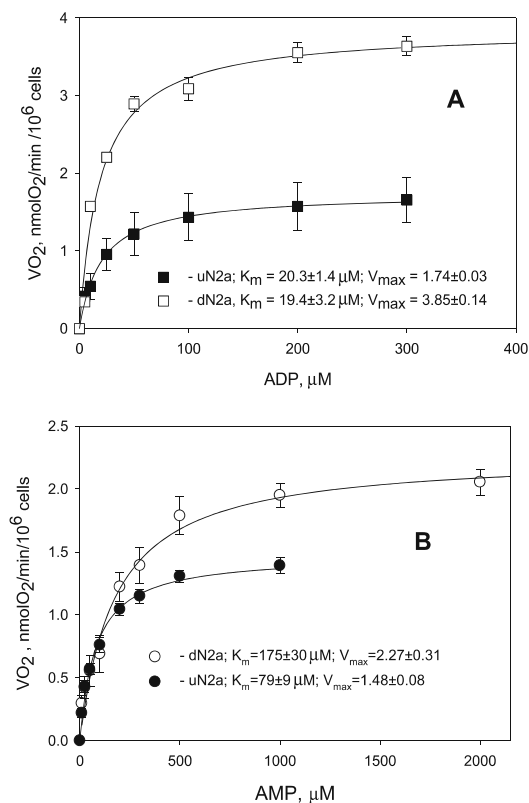 4
3
2
1
0
VO2, nmolO2/min /10^6 cells
A
- uN2a; Km = 20.3±1.4 μM; Vmax = 1.74±0.03
- dN2a, Km = 19.4±3.2 μM; Vmax = 3.85±0.14
0 100 200 300 400
ADP, μM
2.5
2.0
1.5
1.0
0.5
0.0
VO2 , nmolO2/min/10^6 cells
B
- dN2a; Km=175±30 μM; Vmax=2.27±0.31
- uN2a; Km=79±9 μM; Vmax=1.48±0.08
0 500 1000 1500 2000
AMP, μM